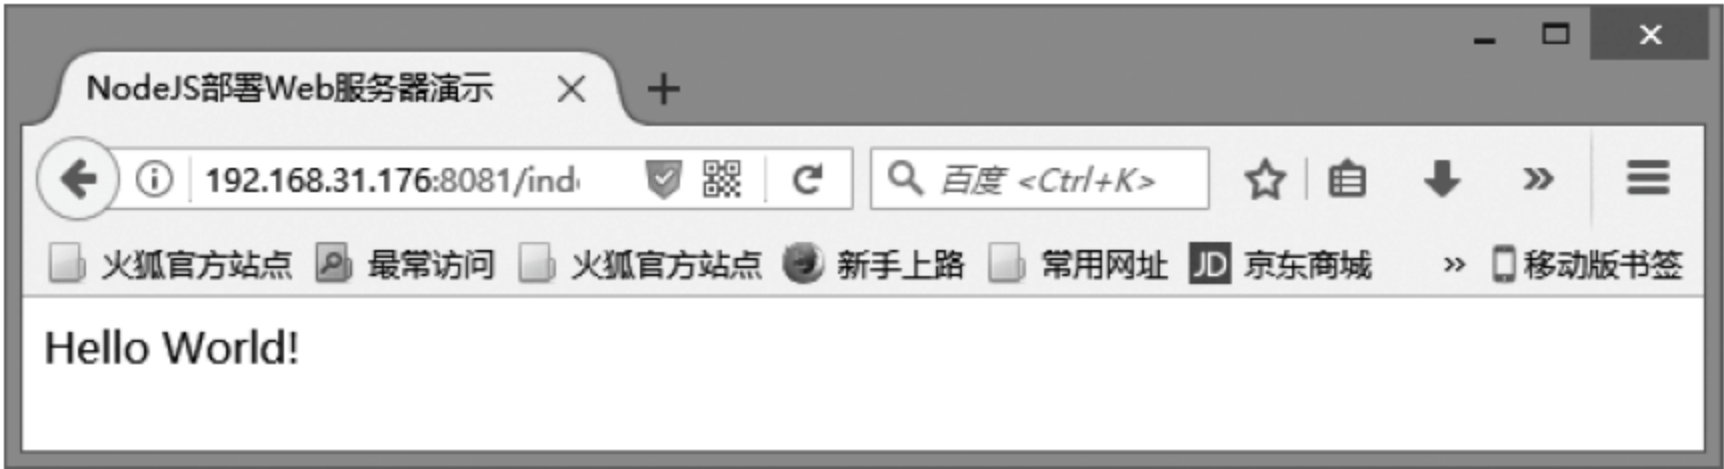 NodeJS部署Web服务器演示
192.168.31.176:8081/ind 百度 <Ctrl+K>
火狐官方站点 最常访问 火狐官方站点 新手上路 常用网址 JD 京东商城 移动版书签
Hello World!